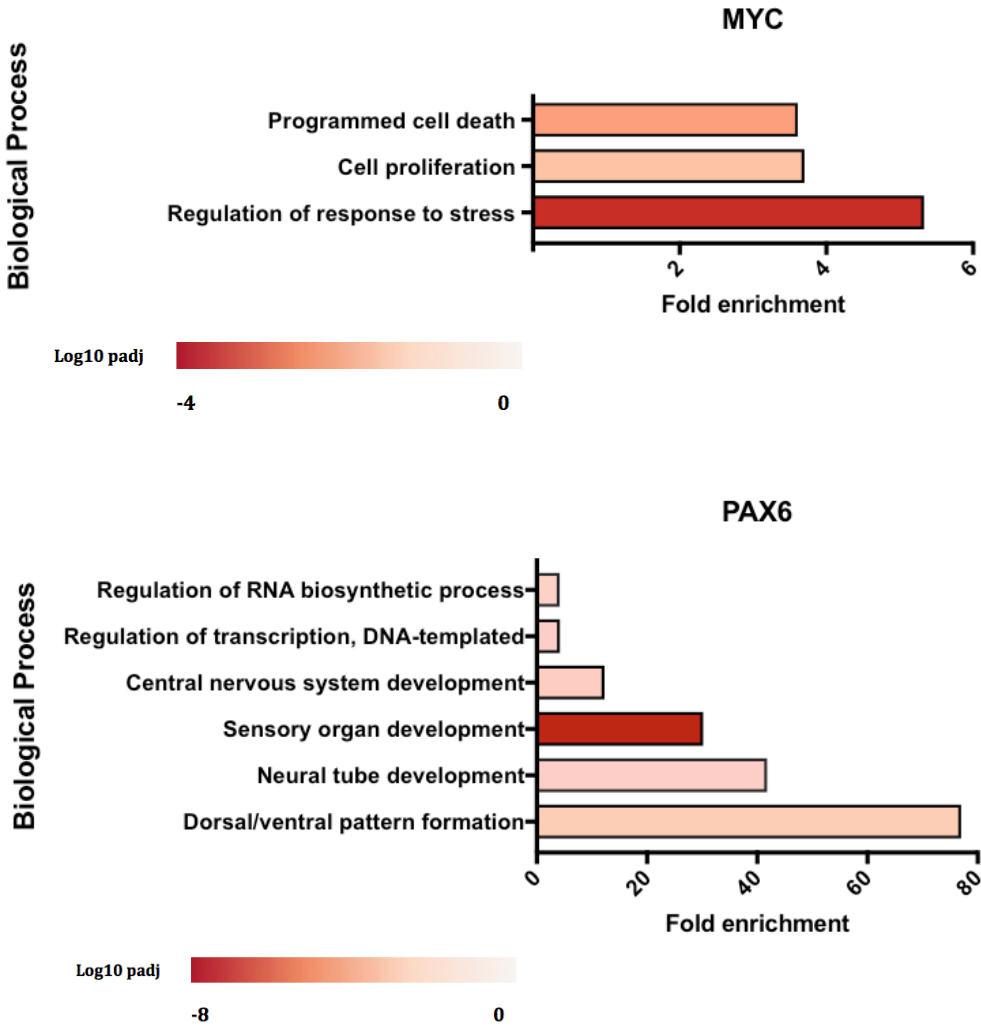 MYC
Biological Process
Programmed cell death
Cell proliferation
Regulation of response to stress
2 4 6
Fold enrichment
Log10 padj
-4 0
PAX6
Biological Process
Regulation of RNA biosynthetic process
Regulation of transcription, DNA-templated
Central nervous system development
Sensory organ development
Neural tube development
Dorsal/ventral pattern formation
0 20 40 60 80
Fold enrichment
Log10 padj
-8 0